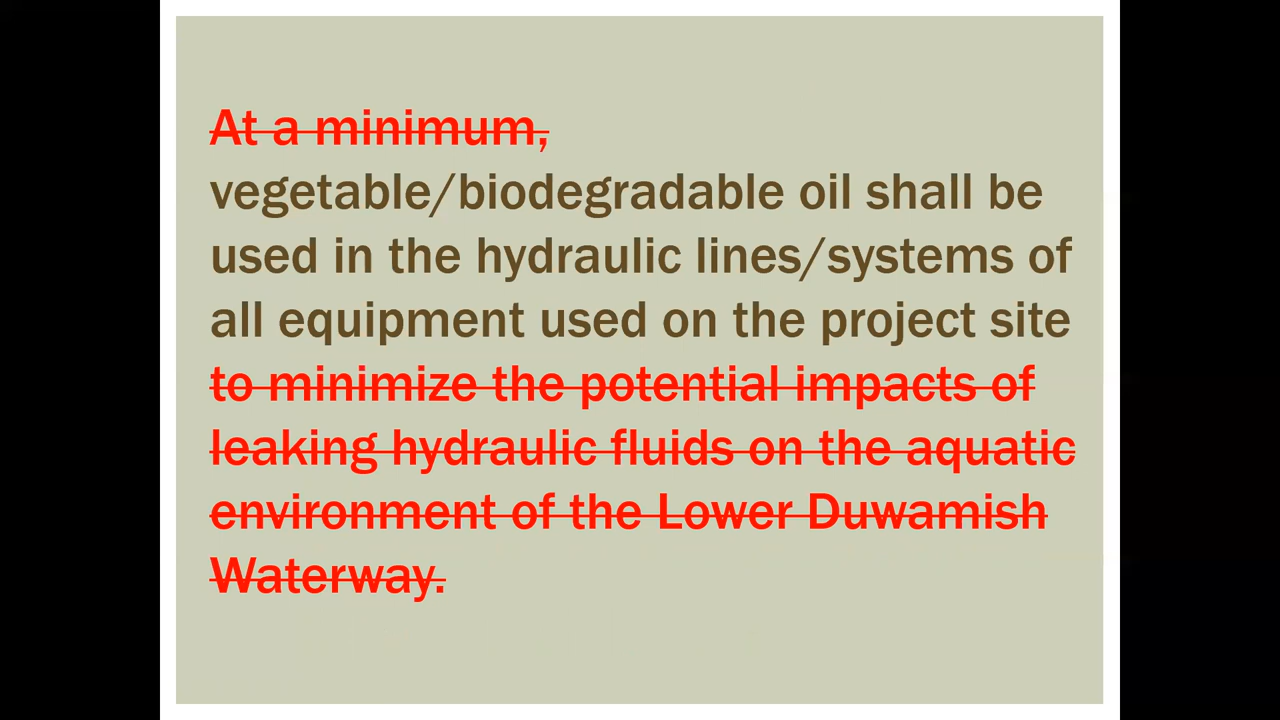 At a minimum,
vegetable/biodegradable oil shall be
used in the hydraulic lines/systems of
all equipment used on the project site
to minimize the potential impacts of
leaking hydraulic fluids on the aquatic
environment of the Lower Duwamish
Waterway.